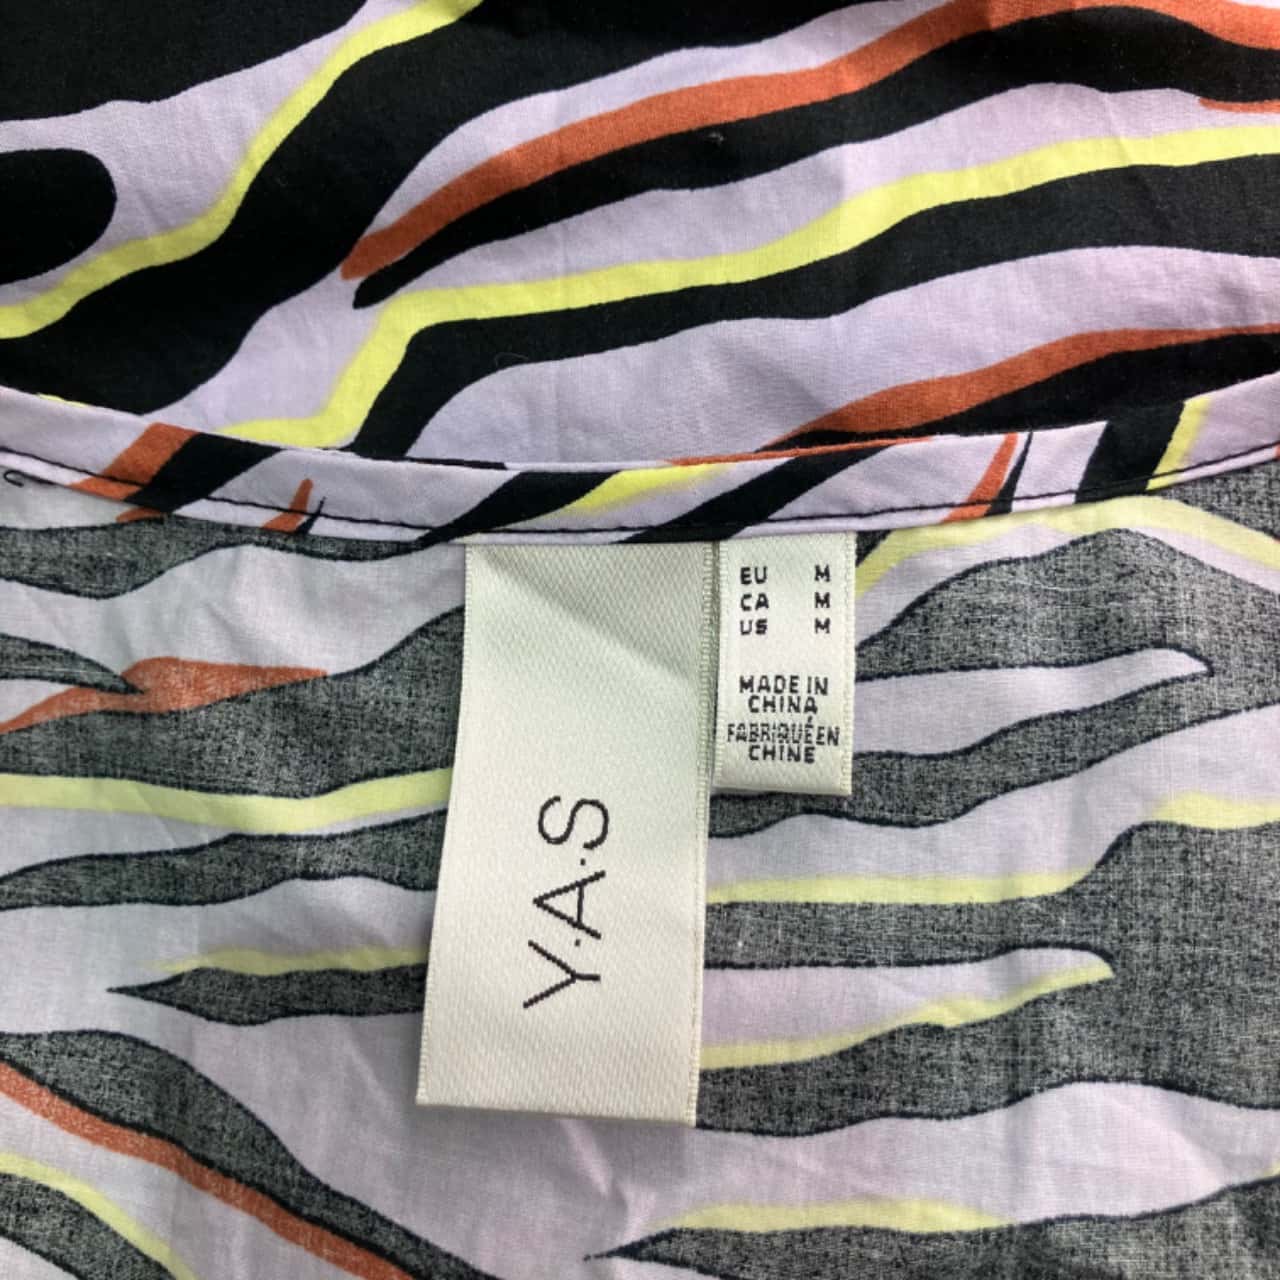 EU M
CA M
US M
MADE IN
CHINA
FABRIQUÉ EN
CHINE
Y.A.S